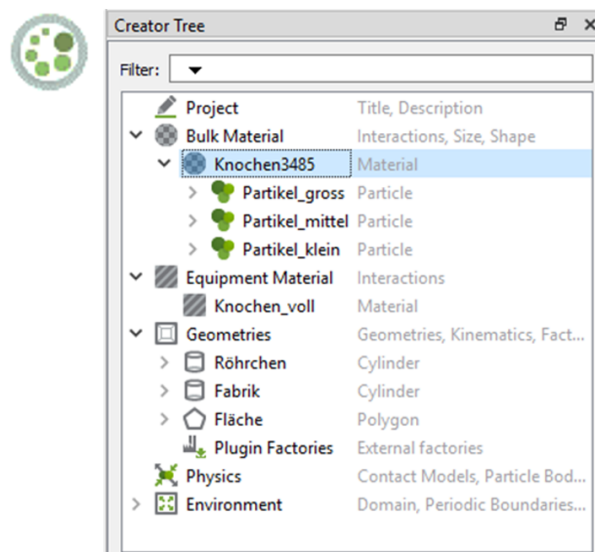 Creator Tree
Filter:
Project Title, Description
Bulk Material Interactions, Size, Shape
Knochen3485 Material
Partikel_gross Particle
Partikel_mittel Particle
Partikel_klein Particle
Equipment Material Interactions
Knochen_voll Material
Geometries Geometries, Kinematics, Fact...
Röhrchen Cylinder
Fabrik Cylinder
Fläche Polygon
Plugin Factories External factories
Physics Contact Models, Particle Bod...
Environment Domain, Periodic Boundaries...